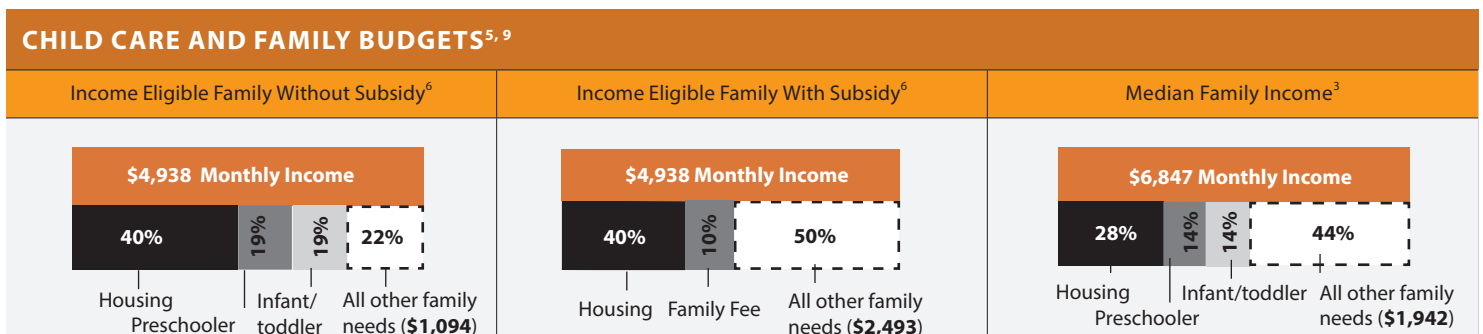 CHILD CARE AND FAMILY BUDGETS5, 9
Income Eligible Family Without Subsidy6
Income Eligible Family With Subsidy6
Median Family Income3
$4,938 Monthly Income
40%
19%
19%
22%
Housing
Preschooler
Infant/
toddler
All other family
needs ($1,094)
$4,938 Monthly Income
40%
10%
50%
Housing
Family Fee
All other family
needs ($2,493)
$6,847 Monthly Income
28%
14%
14%
44%
Housing
Preschooler
Infant/toddler
All other family
needs ($1,942)